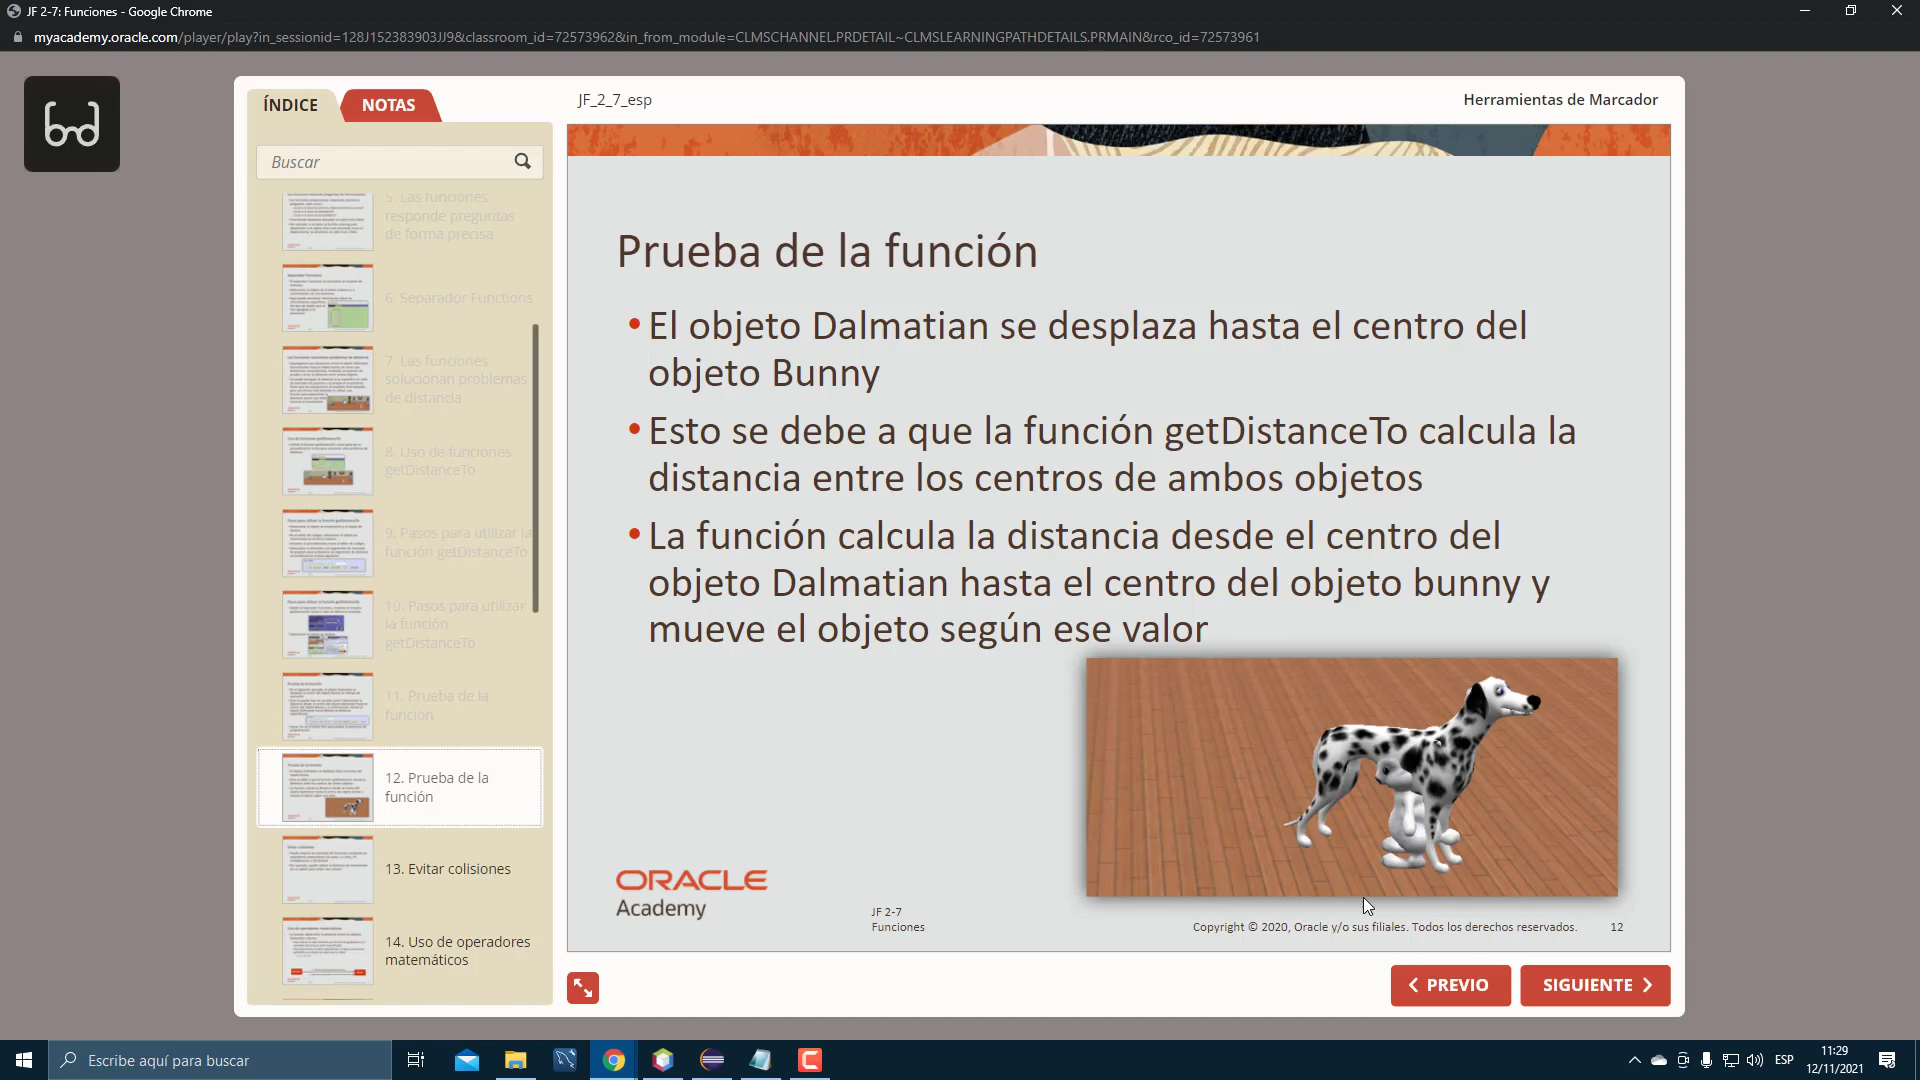 JF 2-7: Funciones - Google Chrome
myacademy.oracle.com/player/play?in_sessionid=128J152383903JJ9&classroom_id=72573962&in_from_module=CLMSCHANNEL.PRDETAIL~CLMSLEARNINGPATHDETAILS.PRMAIN&rco_id=72573961
ÍNDICE
NOTAS
JF_2_7_esp
Herramientas de Marcador
Buscar
5. Las funciones
responde preguntas
de forma precisa
6. Separador Functions
7. Las funciones
solucionan problemas
de distancia
8. Uso de funciones
getDistanceTo
9. Pasos para utilizar la
función getDistanceTo
10. Pasos para utilizar
la función
getDistanceTo
11. Prueba de la
función
12. Prueba de la
función
13. Evitar colisiones
14. Uso de operadores
matemáticos
Prueba de la función
• El objeto Dalmatian se desplaza hasta el centro del
objeto Bunny
• Esto se debe a que la función getDistanceTo calcula la
distancia entre los centros de ambos objetos
• La función calcula la distancia desde el centro del
objeto Dalmatian hasta el centro del objeto bunny y
mueve el objeto según ese valor
ORACLE
Academy
JF 2-7
Funciones
Copyright © 2020, Oracle y/o sus filiales. Todos los derechos reservados.
12
PREVIO
SIGUIENTE
Escribe aquí para buscar
ESP
11:29
12/11/2021